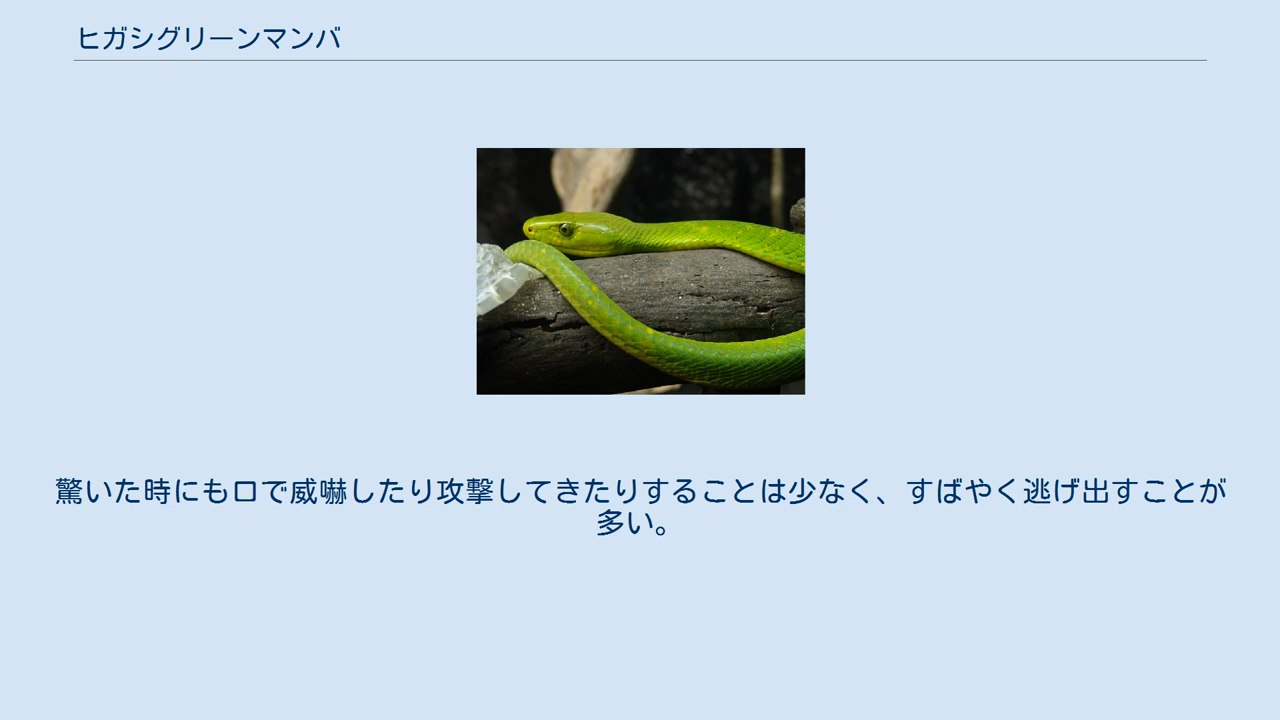 ヒガシグリーンマンバ
驚いた時にも口で威嚇したり攻撃してきたりすることは少なく、すばやく逃げ出すことが
多い。